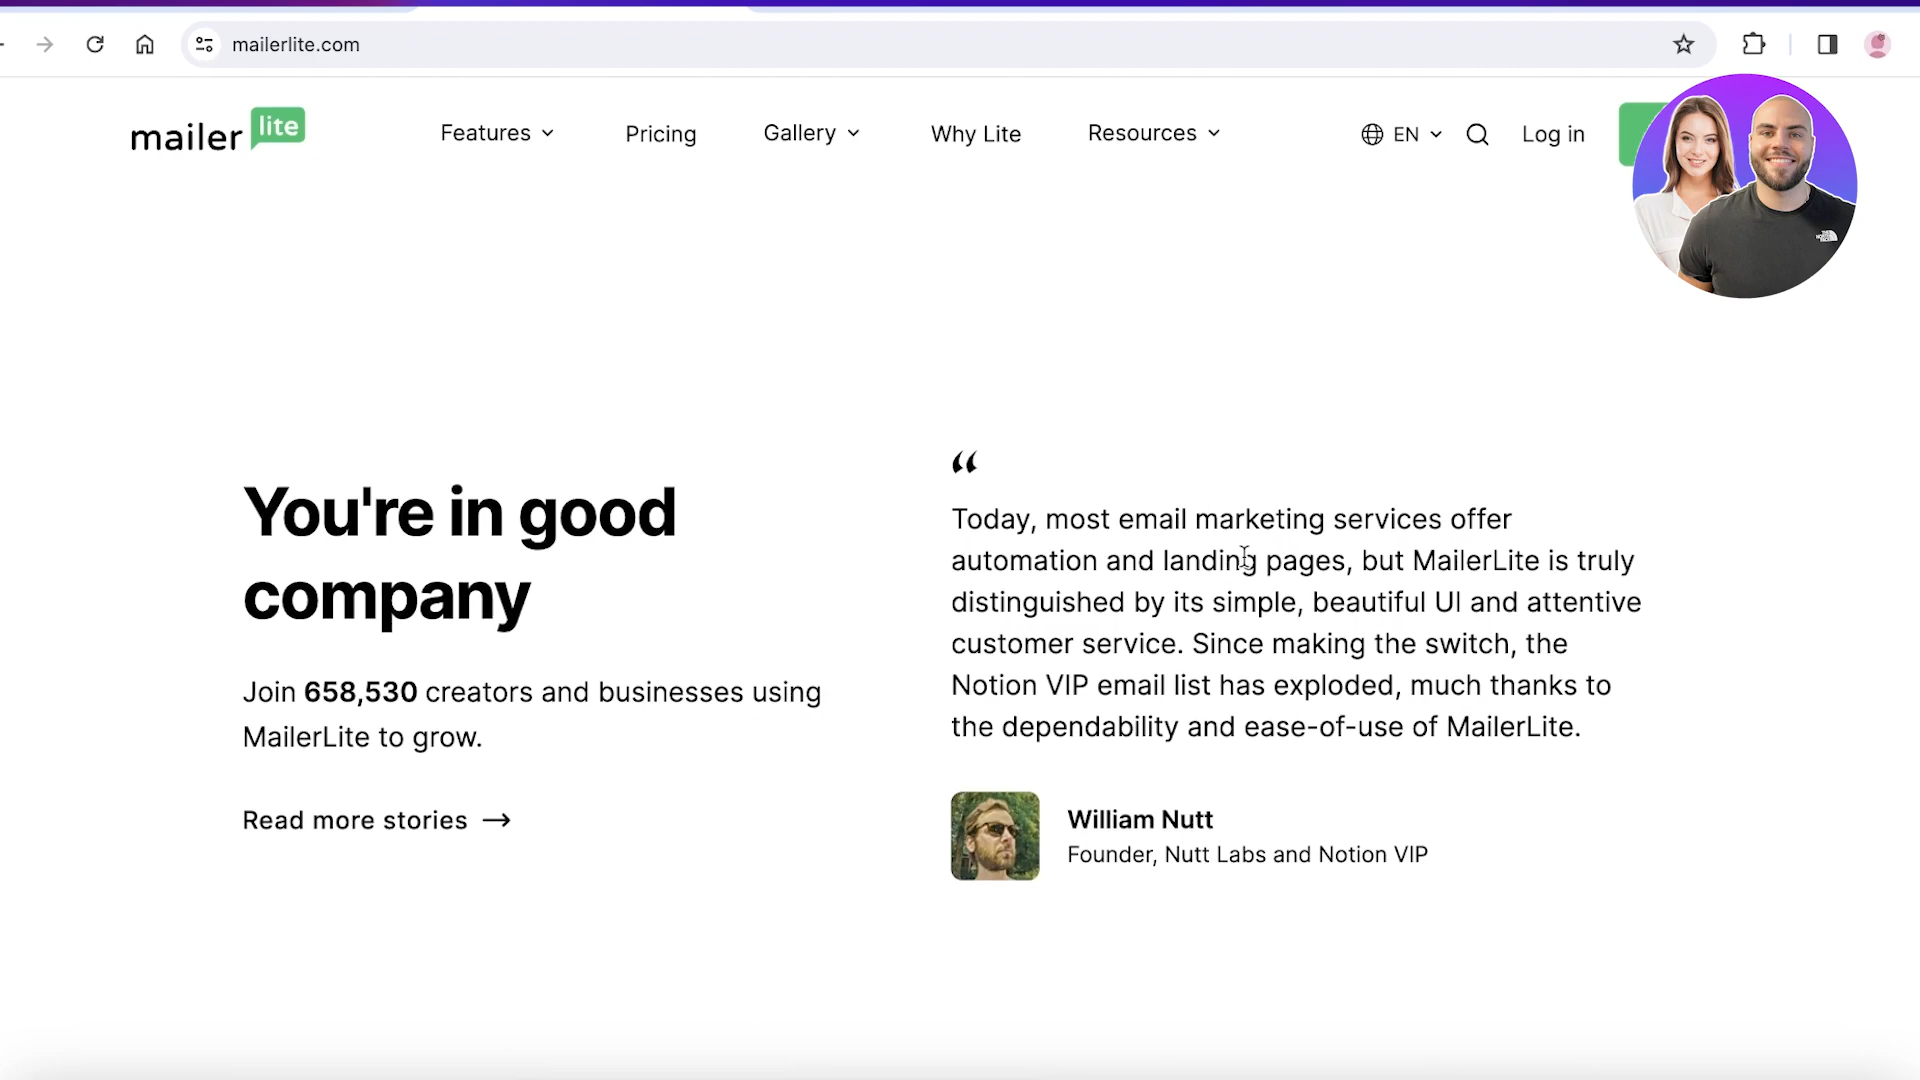 mailerlite.com
mailer lite
Features
Pricing
Gallery
Why Lite
Resources
EN
Log in
“
You're in good
company
Join 658,530 creators and businesses using
MailerLite to grow.
Read more stories →
Today, most email marketing services offer
automation and landing pages, but MailerLite is truly
distinguished by its simple, beautiful UI and attentive
customer service. Since making the switch, the
Notion VIP email list has exploded, much thanks to
the dependability and ease-of-use of MailerLite.
William Nutt
Founder, Nutt Labs and Notion VIP